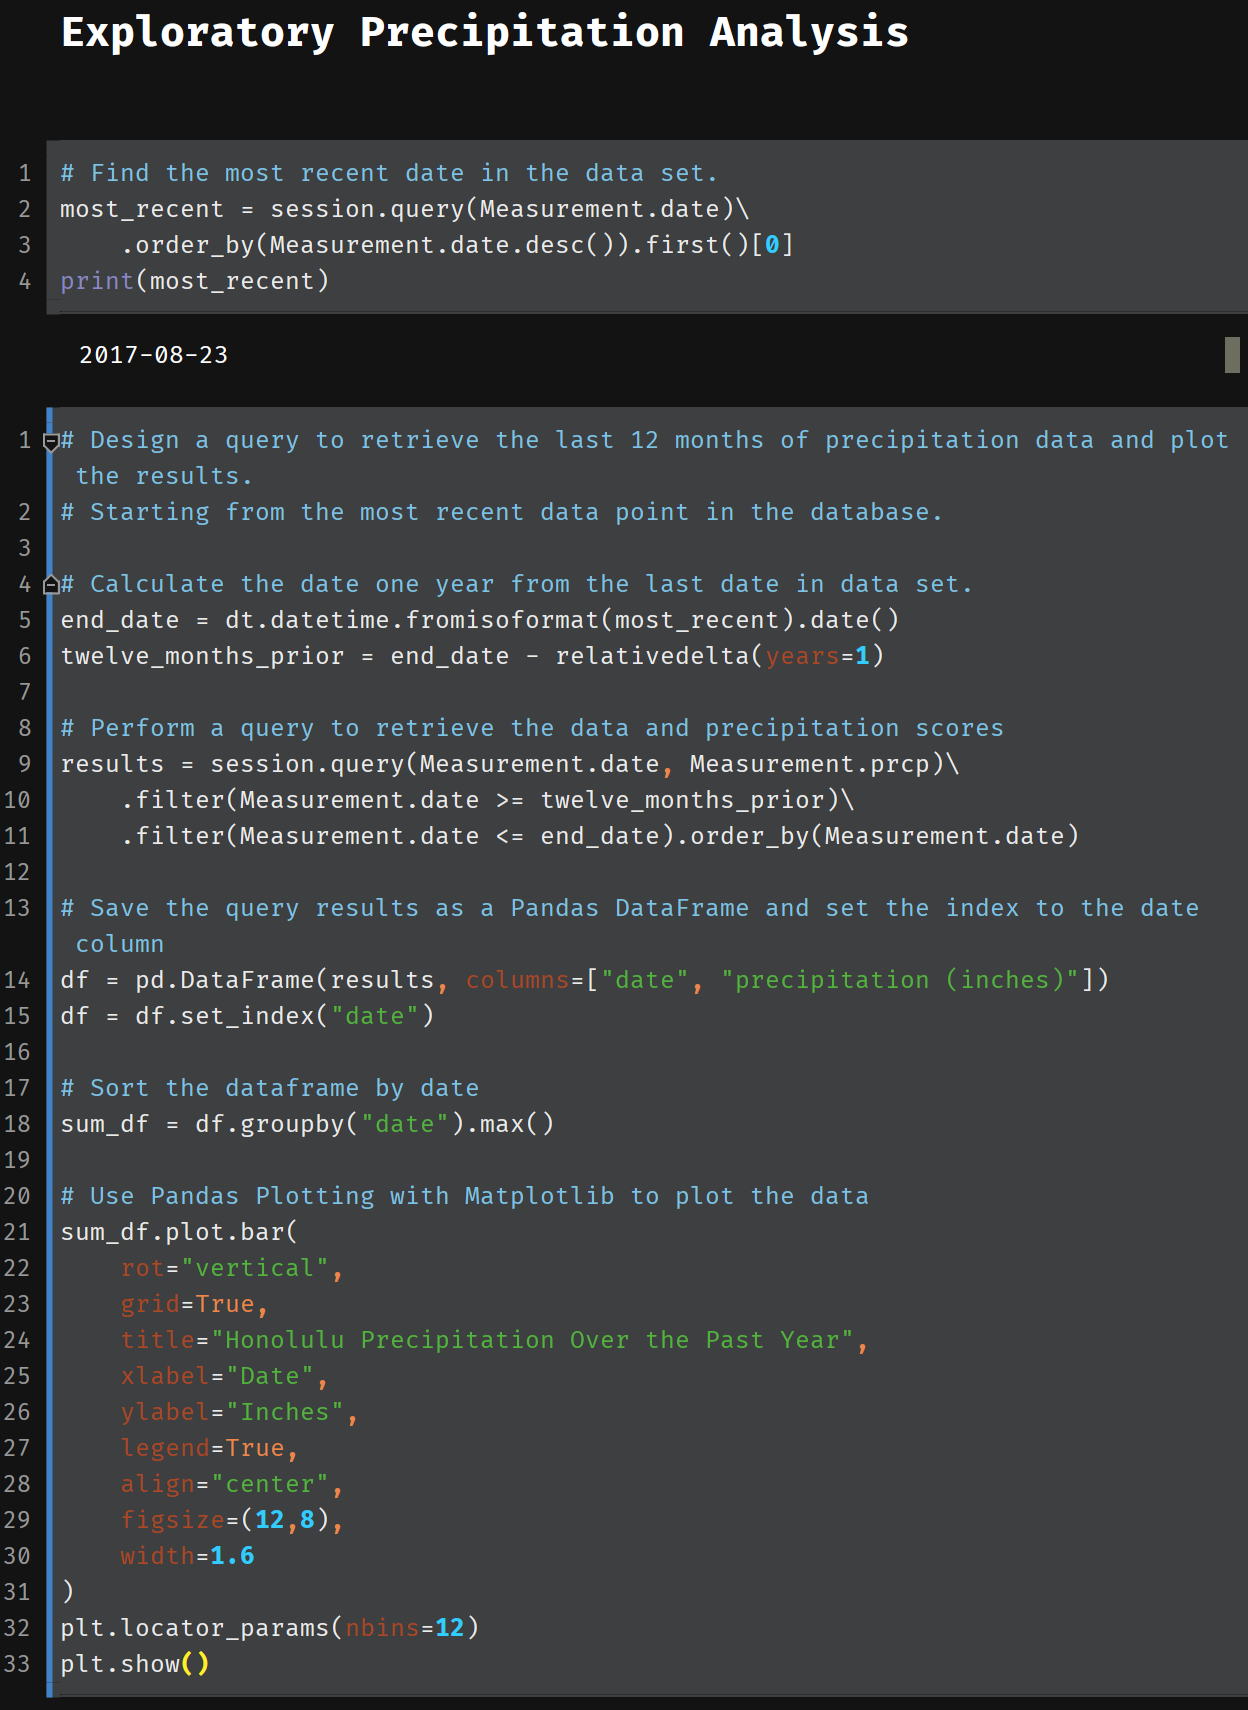 Exploratory Precipitation Analysis
1 # Find the most recent date in the data set.
2 most_recent = session.query(Measurement.date)\
3     .order_by(Measurement.date.desc()).first()[0]
4 print(most_recent)
2017-08-23
1 # Design a query to retrieve the last 12 months of precipitation data and plot
 the results.
2 # Starting from the most recent data point in the database.
3
4 # Calculate the date one year from the last date in data set.
5 end_date = dt.datetime.fromisoformat(most_recent).date()
6 twelve_months_prior = end_date - relativedelta(years=1)
7
8 # Perform a query to retrieve the data and precipitation scores
9 results = session.query(Measurement.date, Measurement.prcp)\
10     .filter(Measurement.date >= twelve_months_prior)\
11     .filter(Measurement.date <= end_date).order_by(Measurement.date)
12
13 # Save the query results as a Pandas DataFrame and set the index to the date
 column
14 df = pd.DataFrame(results, columns=["date", "precipitation (inches)"])
15 df = df.set_index("date")
16
17 # Sort the dataframe by date
18 sum_df = df.groupby("date").max()
19
20 # Use Pandas Plotting with Matplotlib to plot the data
21 sum_df.plot.bar(
22     rot="vertical",
23     grid=True,
24     title="Honolulu Precipitation Over the Past Year",
25     xlabel="Date",
26     ylabel="Inches",
27     legend=True,
28     align="center",
29     figsize=(12,8),
30     width=1.6
31 )
32 plt.locator_params(nbins=12)
33 plt.show()